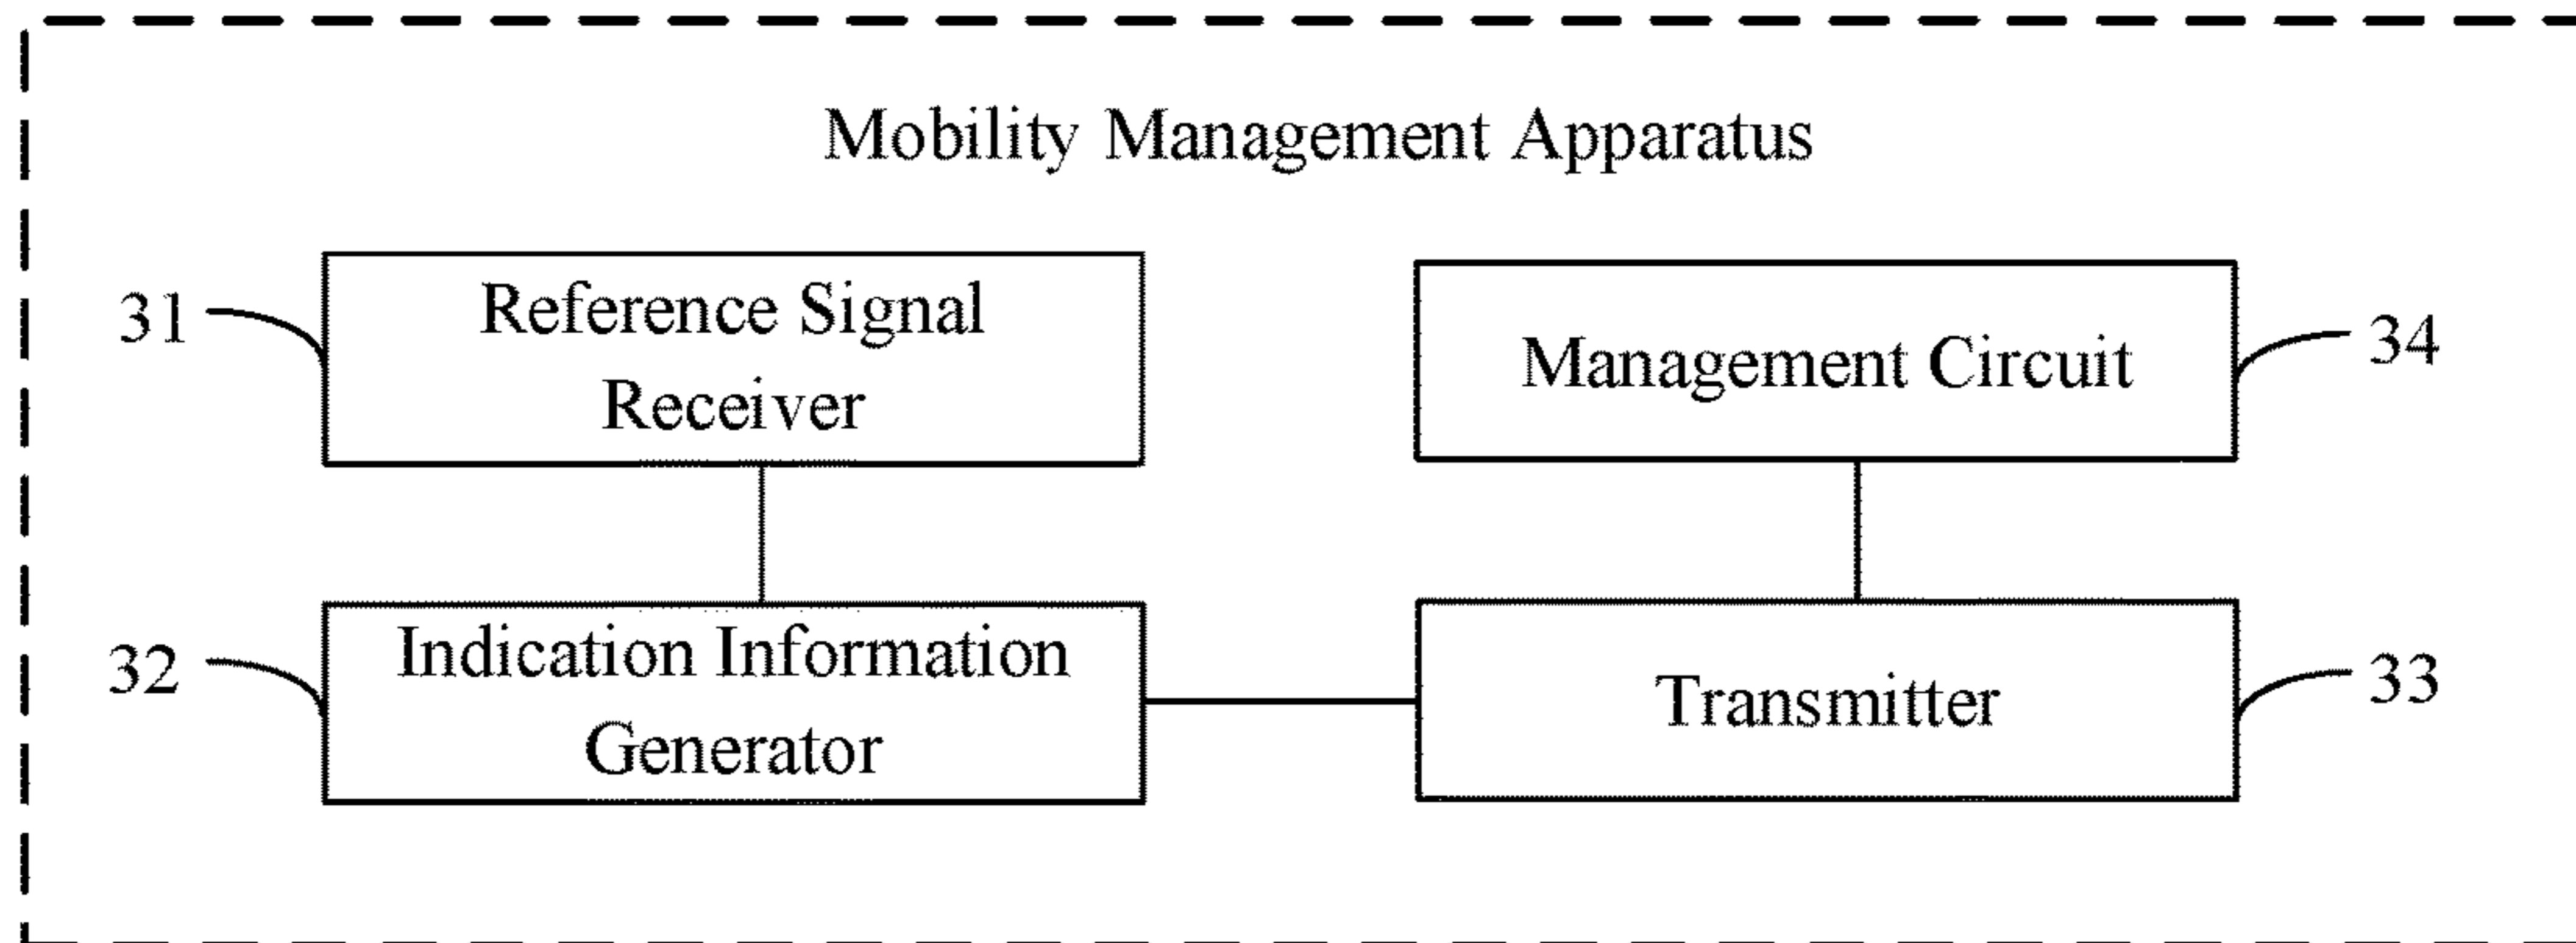 Mobility Management Apparatus
31
Reference Signal
Receiver
Management Circuit
34
32
Indication Information
Generator
Transmitter
33